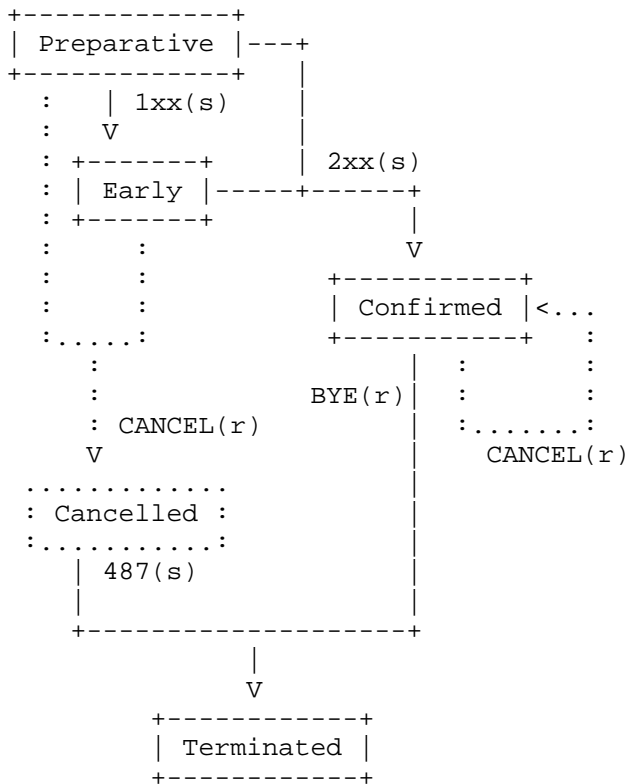 Preparative
1xx(s)
2xx(s)
Early
Confirmed
BYE(r)
CANCEL(r)
CANCEL(r)
Cancelled
487(s)
Terminated